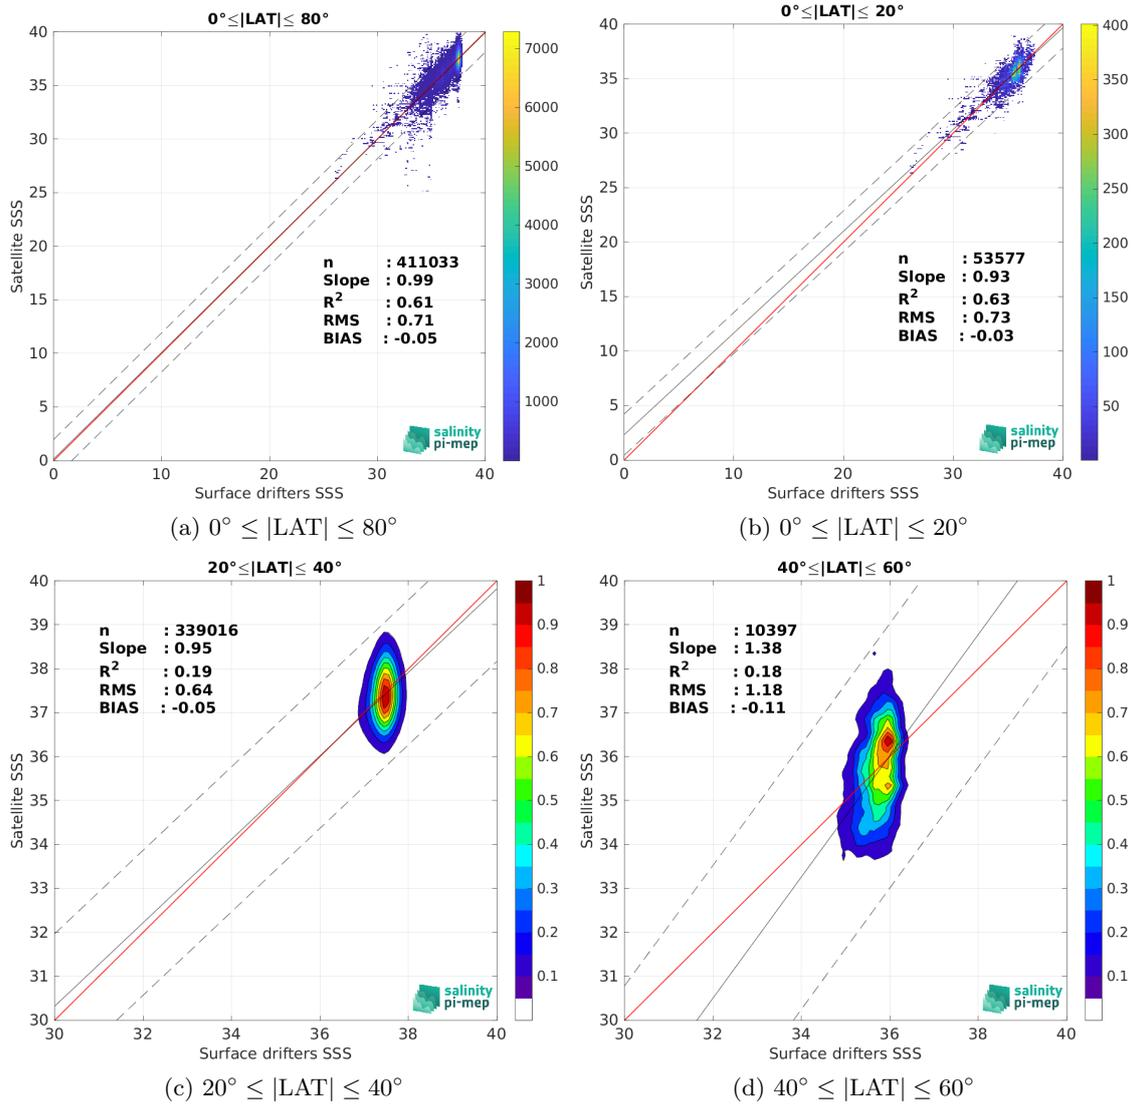 0°≤|LAT|≤ 80°
40
35
30
25
20
15
10
5
0
0
10
20
30
40
Satellite SSS
Surface drifters SSS
n : 411033
Slope : 0.99
R2 : 0.61
RMS : 0.71
BIAS : -0.05
salinity
pi-mep
7000
6000
5000
4000
3000
2000
1000
(a) 0° ≤ |LAT| ≤ 80°
0°≤|LAT|≤ 20°
40
35
30
25
20
15
10
5
0
0
10
20
30
40
Satellite SSS
Surface drifters SSS
n : 53577
Slope : 0.93
R2 : 0.63
RMS : 0.73
BIAS : -0.03
salinity
pi-mep
400
350
300
250
200
150
100
50
(b) 0° ≤ |LAT| ≤ 20°
20°≤|LAT|≤ 40°
40
39
38
37
36
35
34
33
32
31
30
30
32
34
36
38
40
Satellite SSS
Surface drifters SSS
n : 339016
Slope : 0.95
R2 : 0.19
RMS : 0.64
BIAS : -0.05
salinity
pi-mep
1
0.9
0.8
0.7
0.6
0.5
0.4
0.3
0.2
0.1
(c) 20° ≤ |LAT| ≤ 40°
40°≤|LAT|≤ 60°
40
39
38
37
36
35
34
33
32
31
30
30
32
34
36
38
40
Satellite SSS
Surface drifters SSS
n : 10397
Slope : 1.38
R2 : 0.18
RMS : 1.18
BIAS : -0.11
salinity
pi-mep
1
0.9
0.8
0.7
0.6
0.5
0.4
0.3
0.2
0.1
(d) 40° ≤ |LAT| ≤ 60°